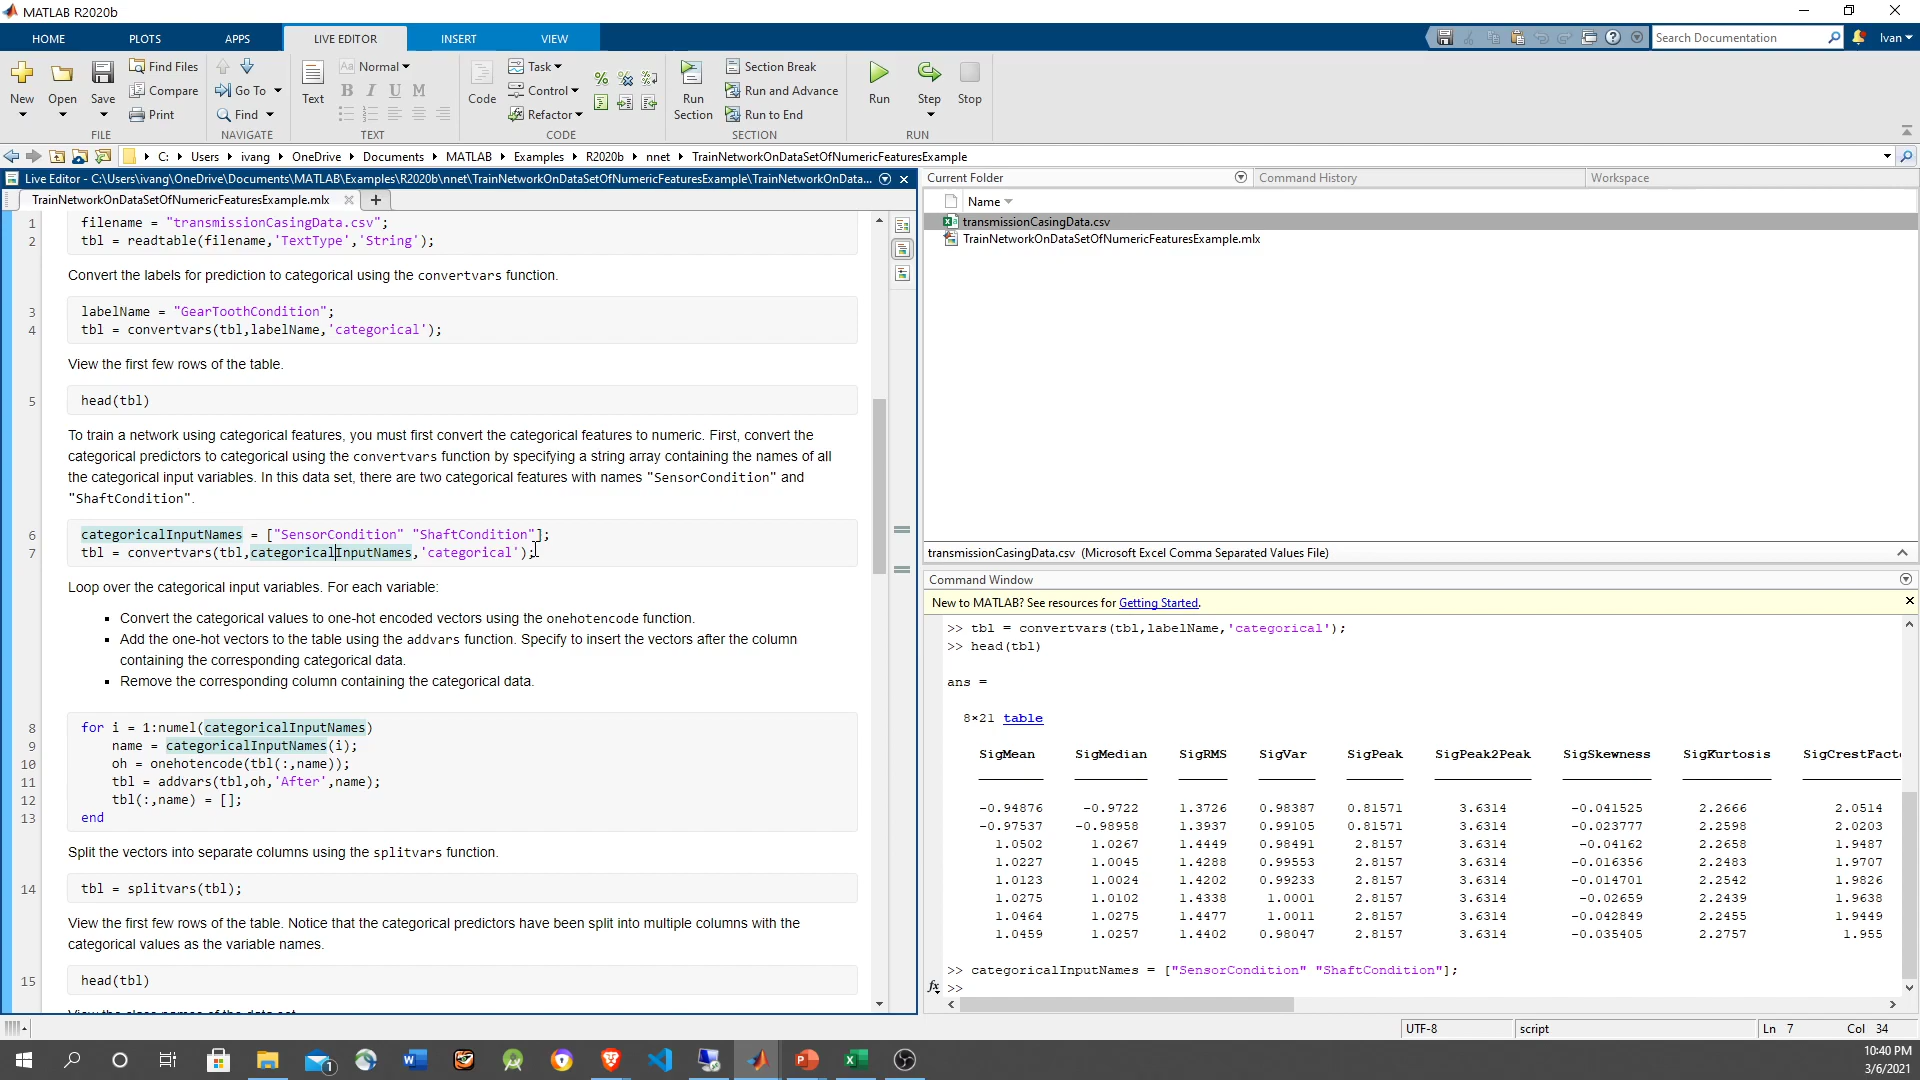 MATLAB R2020b
HOME PLOTS APPS LIVE EDITOR INSERT VIEW
Search Documentation Ivan
New Open Save Find Files Compare Print
Go To Find
Text Normal B I U M
Code Task Control Refactor
Run Section Section Break Run and Advance Run to End
Run Step Stop
FILE NAVIGATE TEXT CODE SECTION RUN
C: Users ivang OneDrive Documents MATLAB Examples R2020b nnet TrainNetworkOnDataSetOfNumericFeaturesExample
Live Editor - C:\Users\ivang\OneDrive\Documents\MATLAB\Examples\R2020b\nnet\TrainNetworkOnDataSetOfNumericFeaturesExample\TrainNetworkOnData...
TrainNetworkOnDataSetOfNumericFeaturesExample.mlx
1 filename = "transmissionCasingData.csv";
2 tbl = readtable(filename,'TextType','String');
Convert the labels for prediction to categorical using the convertvars function.
3 labelName = "GearToothCondition";
4 tbl = convertvars(tbl,labelName,'categorical');
View the first few rows of the table.
5 head(tbl)
To train a network using categorical features, you must first convert the categorical features to numeric. First, convert the
categorical predictors to categorical using the convertvars function by specifying a string array containing the names of all
the categorical input variables. In this data set, there are two categorical features with names "SensorCondition" and
"ShaftCondition".
6 categoricalInputNames = ["SensorCondition" "ShaftCondition"];
7 tbl = convertvars(tbl,categoricalInputNames,'categorical');
Loop over the categorical input variables. For each variable:
▪ Convert the categorical values to one-hot encoded vectors using the onehotencode function.
▪ Add the one-hot vectors to the table using the addvars function. Specify to insert the vectors after the column
containing the corresponding categorical data.
▪ Remove the corresponding column containing the categorical data.
8 for i = 1:numel(categoricalInputNames)
9 name = categoricalInputNames(i);
10 oh = onehotencode(tbl(:,name));
11 tbl = addvars(tbl,oh,'After',name);
12 tbl(:,name) = [];
13 end
Split the vectors into separate columns using the splitvars function.
14 tbl = splitvars(tbl);
View the first few rows of the table. Notice that the categorical predictors have been split into multiple columns with the
categorical values as the variable names.
15 head(tbl)
Current Folder Command History Workspace
Name
transmissionCasingData.csv
TrainNetworkOnDataSetOfNumericFeaturesExample.mlx
transmissionCasingData.csv (Microsoft Excel Comma Separated Values File)
Command Window
New to MATLAB? See resources for Getting Started.
>> tbl = convertvars(tbl,labelName,'categorical');
>> head(tbl)
ans =
8×21 table
SigMean SigMedian SigRMS SigVar SigPeak SigPeak2Peak SigSkewness SigKurtosis SigCrestFacto
-0.94876 -0.9722 1.3726 0.98387 0.81571 3.6314 -0.041525 2.2666 2.0514
-0.97537 -0.98958 1.3937 0.99105 0.81571 3.6314 -0.023777 2.2598 2.0203
1.0502 1.0267 1.4449 0.98491 2.8157 3.6314 -0.04162 2.2658 1.9487
1.0227 1.0045 1.4288 0.99553 2.8157 3.6314 -0.016356 2.2483 1.9707
1.0123 1.0024 1.4202 0.99233 2.8157 3.6314 -0.014701 2.2542 1.9826
1.0275 1.0102 1.4338 1.0001 2.8157 3.6314 -0.02659 2.2439 1.9638
1.0464 1.0275 1.4477 1.0011 2.8157 3.6314 -0.042849 2.2455 1.9449
1.0459 1.0257 1.4402 0.98047 2.8157 3.6314 -0.035405 2.2757 1.955
>> categoricalInputNames = ["SensorCondition" "ShaftCondition"];
fx >>
UTF-8 script Ln 7 Col 34
10:40 PM
3/6/2021